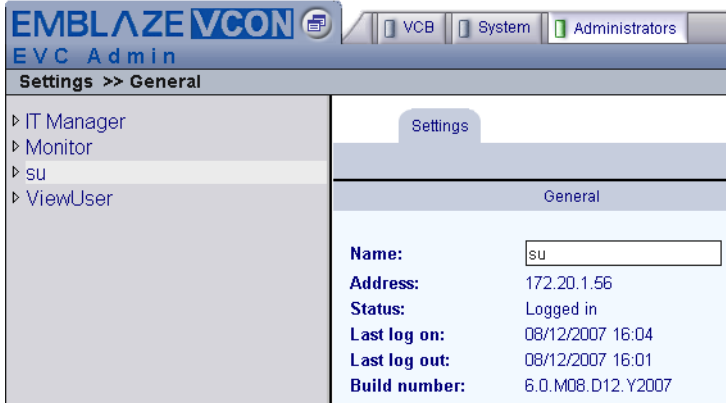 EMBLAZE VCON
VCB System Administrators
EVC Admin
Settings >> General
IT Manager
Monitor
su
ViewUser
Settings
General
Name: su
Address: 172.20.1.56
Status: Logged in
Last log on: 08/12/2007 16:04
Last log out: 08/12/2007 16:01
Build number: 6.0.M08.D12.Y2007